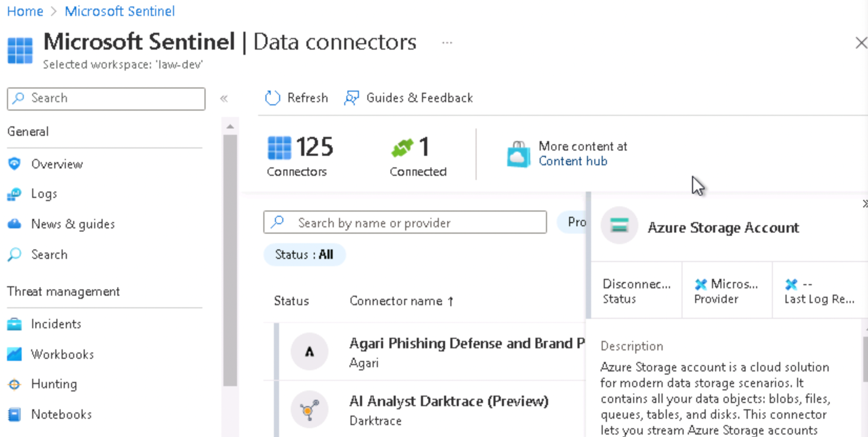 Home > Microsoft Sentinel
Microsoft Sentinel | Data connectors ...
Selected workspace: 'law-dev'
Search
«
General
Overview
Logs
News & guides
Search
Threat management
Incidents
Workbooks
Hunting
Notebooks
Refresh
Guides & Feedback
125
Connectors
1
Connected
More content at
Content hub
Search by name or provider
Pro
Status : All
Status
Connector name ↑
A
Agari Phishing Defense and Brand P
Agari
AI Analyst Darktrace (Preview)
Darktrace
»
Azure Storage Account
Disconnec...
Status
Micros...
Provider
--
Last Log Re...
Description
Azure Storage account is a cloud solution
for modern data storage scenarios. It
contains all your data objects: blobs, files,
queues, tables, and disks. This connector
lets you stream Azure Storage accounts